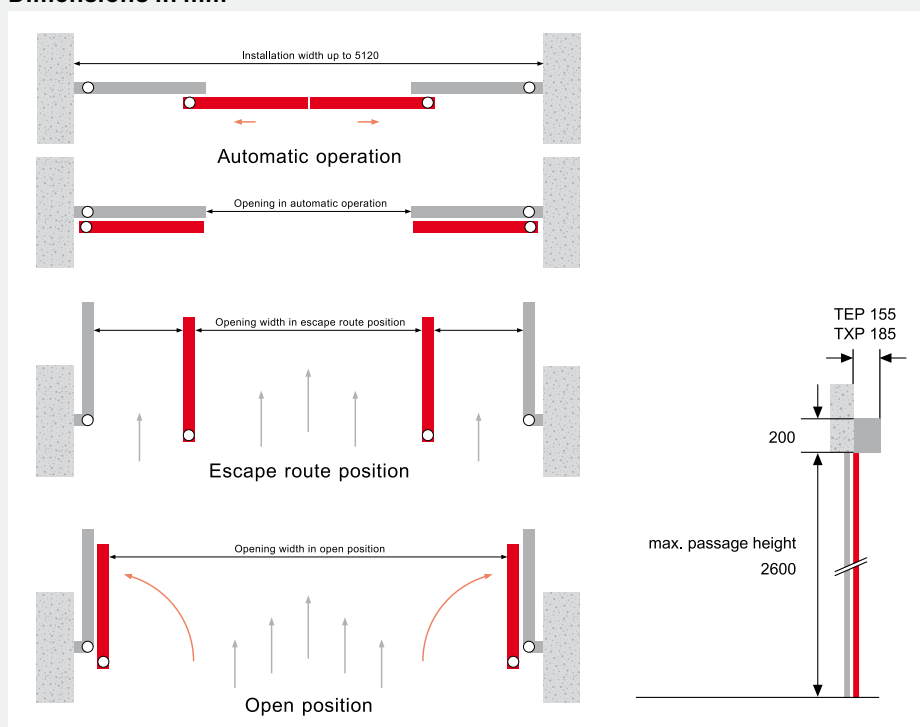 Dimensions in mm
Installation width up to 5120
Automatic operation
Opening in automatic operation
Opening width in escape route position
Escape route position
Opening width in open position
Open position
TEP 155
TXP 185
200
max. passage height
2600